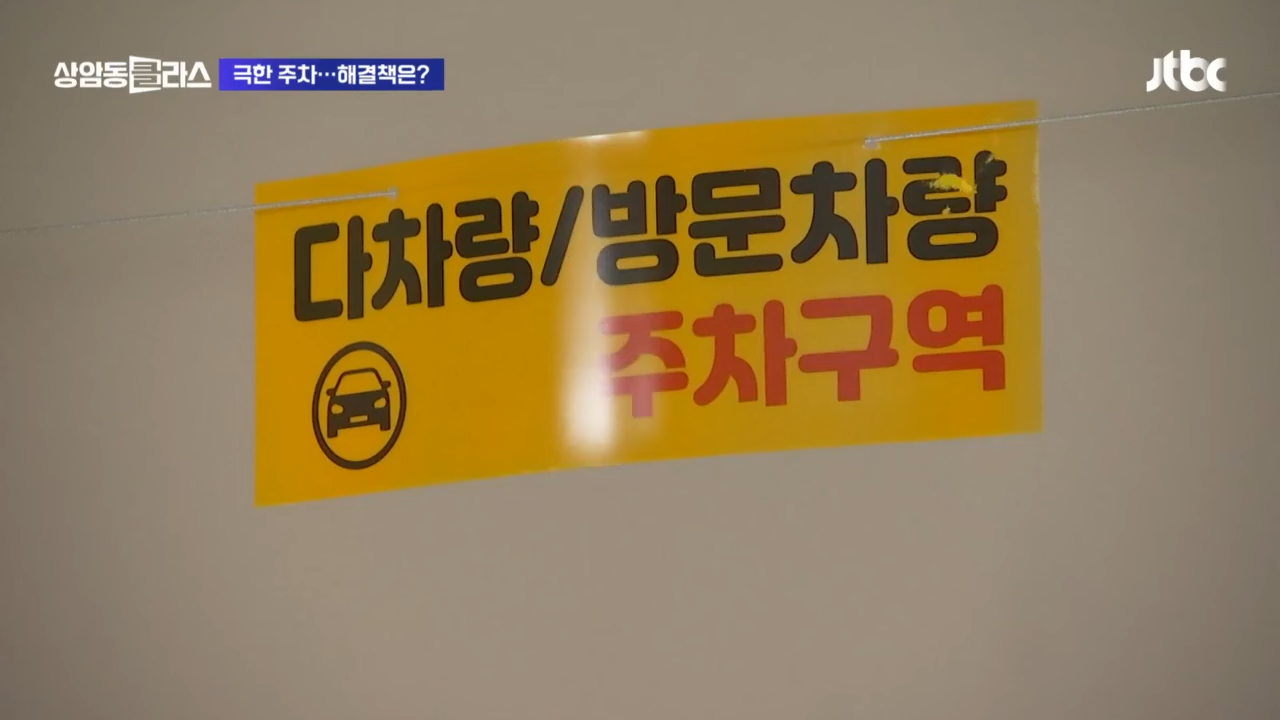 상암동클라스
극한 주차…해결책은?
jtbc
다차량/방문차량
주차구역